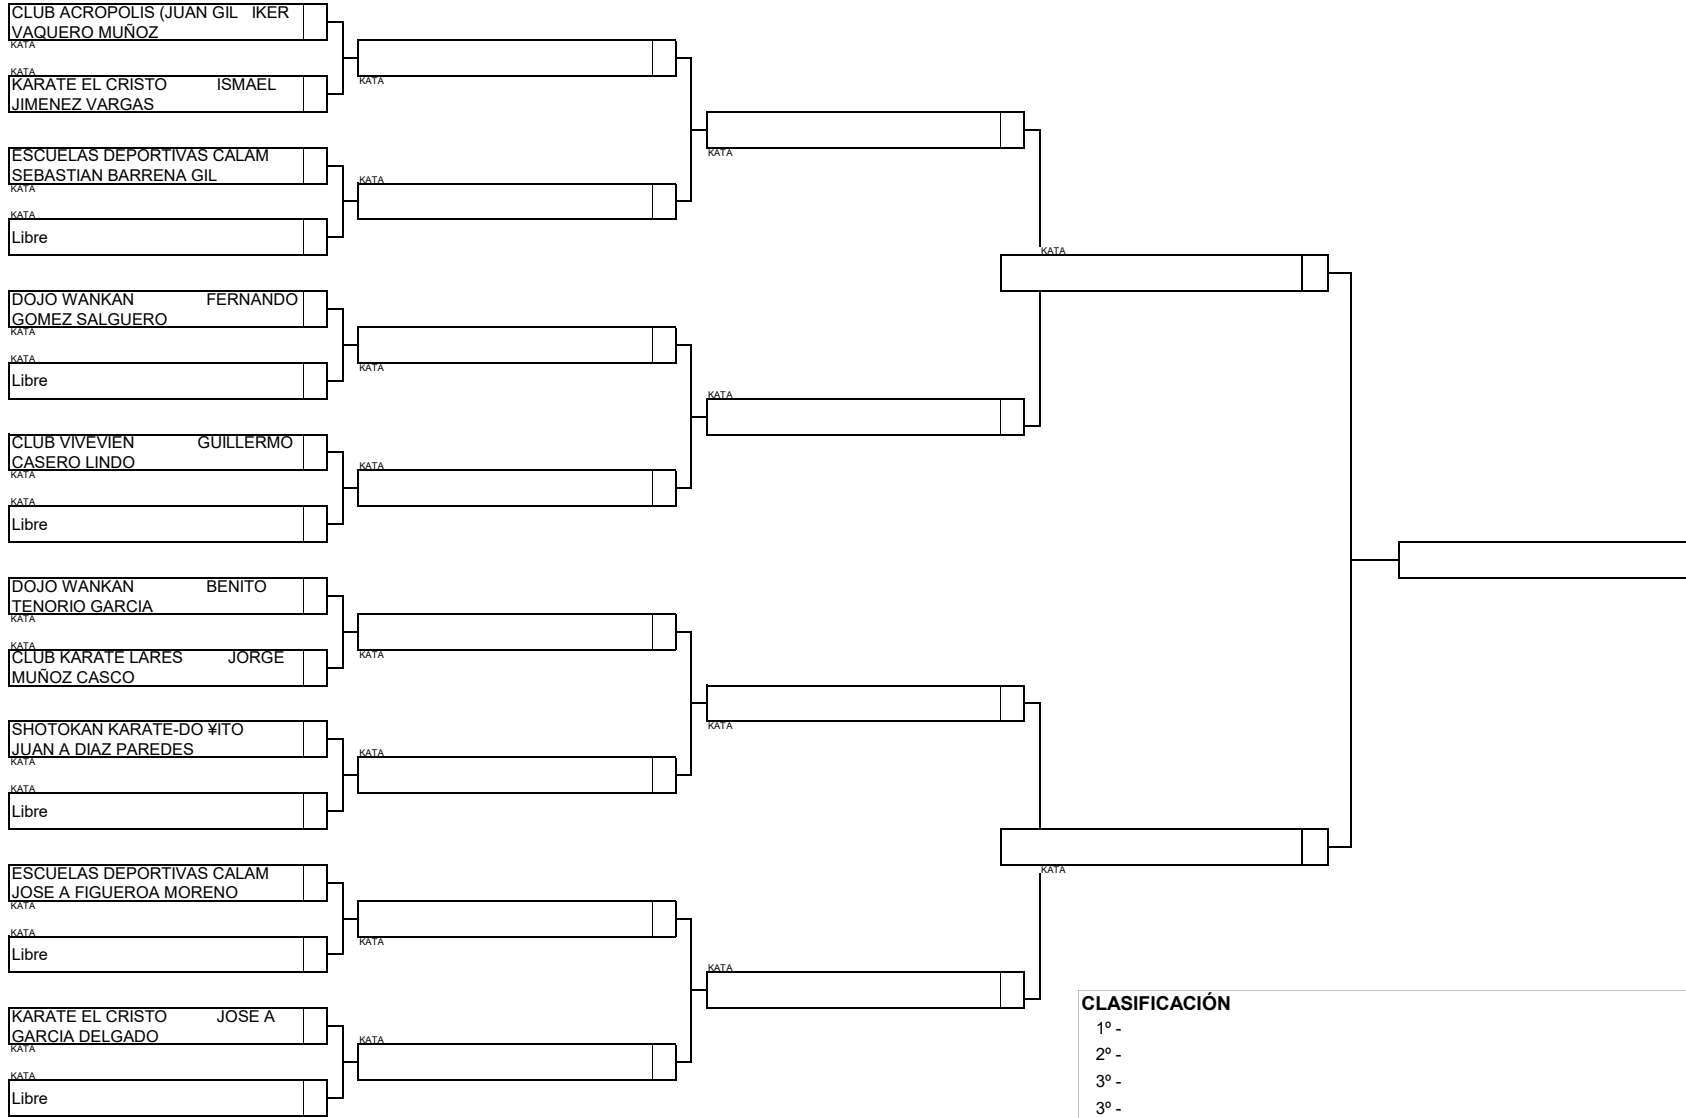 CLUB ACROPOLIS (JUAN GIL IKER
VAQUERO MUÑOZ
KATA
KATA
KARATE EL CRISTO ISMAEL
JIMENEZ VARGAS
ESCUELAS DEPORTIVAS CALAM
SEBASTIAN BARRENA GIL
KATA
KATA
Libre
DOJO WANKAN FERNANDO
GOMEZ SALGUERO
KATA
KATA
Libre
CLUB VIVEVIEN GUILLERMO
CASERO LINDO
KATA
KATA
Libre
DOJO WANKAN BENITO
TENORIO GARCIA
KATA
KATA
CLUB KARATE LARES JORGE
MUÑOZ CASCO
SHOTOKAN KARATE-DO ¥ITO
JUAN A DIAZ PAREDES
KATA
KATA
Libre
ESCUELAS DEPORTIVAS CALAM
JOSE A FIGUEROA MORENO
KATA
KATA
Libre
KARATE EL CRISTO JOSE A
GARCIA DELGADO
KATA
KATA
Libre
KATA
KATA
KATA
KATA
KATA
KATA
KATA
KATA
KATA
KATA
KATA
KATA
KATA
KATA
CLASIFICACIÓN
1º -
2º -
3º -
3º -